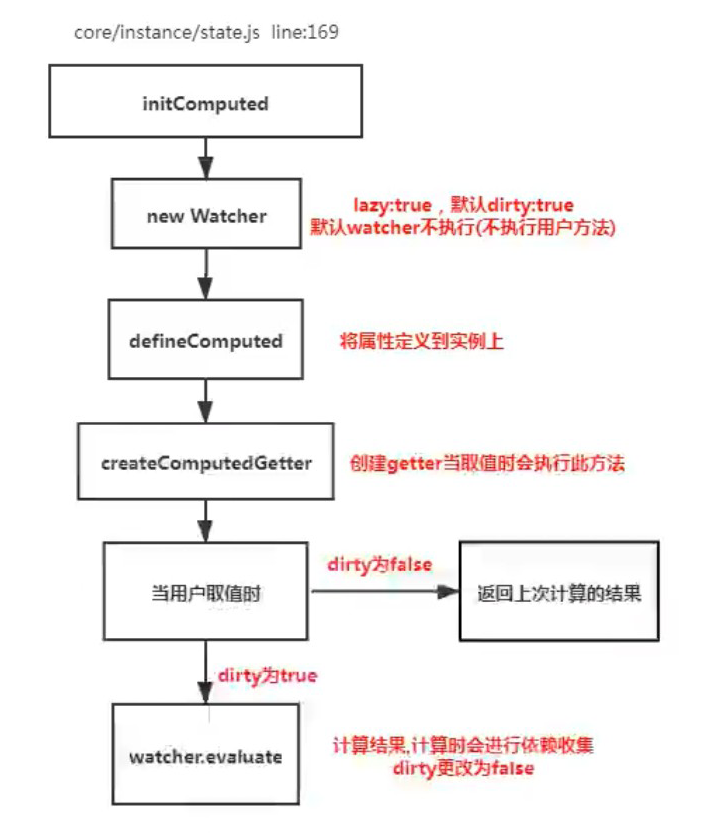 core/instance/state.js line:169
initComputed
new Watcher
lazy:true，默认dirty:true
默认watcher不执行(不执行用户方法)
defineComputed
将属性定义到实例上
createComputedGetter
创建getter当取值时会执行此方法
当用户取值时
dirty为false
返回上次计算的结果
dirty为true
watcher.evaluate
计算结果,计算时会进行依赖收集
dirty更改为false